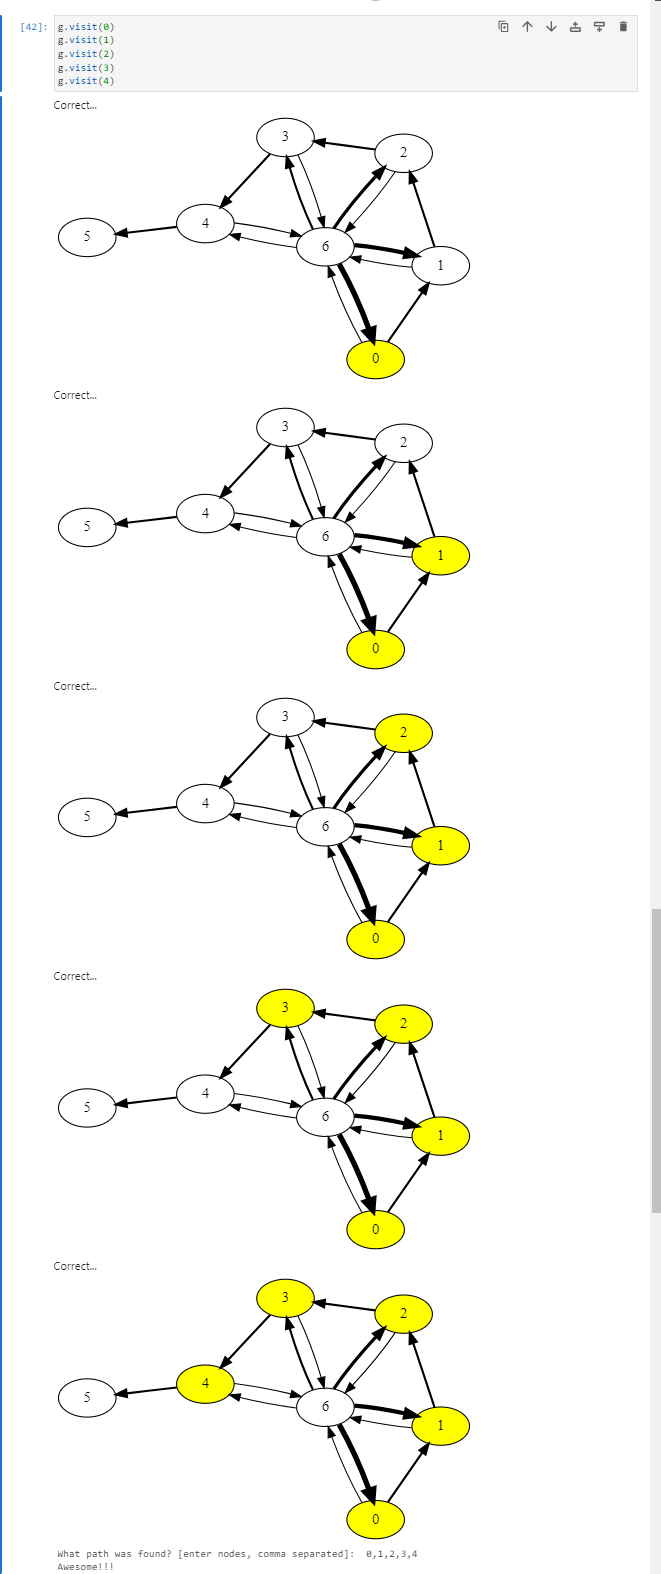 [42]: g.visit(0)
g.visit(1)
g.visit(2)
g.visit(3)
g.visit(4)
Correct...
3
2
4
5
6
1
0
Correct...
3
2
4
5
6
1
0
Correct...
3
2
4
5
6
1
0
Correct...
3
2
4
5
6
1
0
Correct...
3
2
4
5
6
1
0
What path was found? [enter nodes, comma separated]: 0,1,2,3,4
Awesome!!!